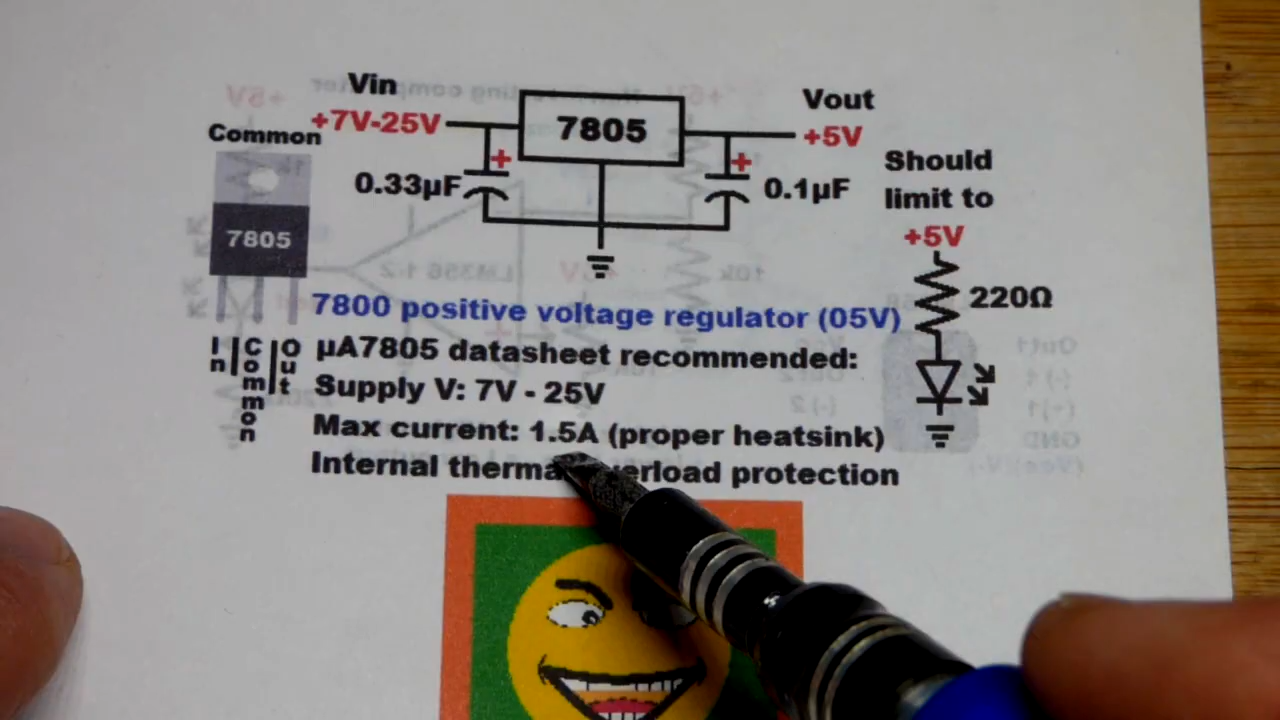 Vin
+7V-25V
7805
Vout
+5V
Common
+
0.33µF
+
0.1µF
Should
limit to
+5V
220Ω
7805
In
Common
Out
7800 positive voltage regulator (05V)
µA7805 datasheet recommended:
Supply V: 7V - 25V
Max current: 1.5A (proper heatsink)
Internal protection